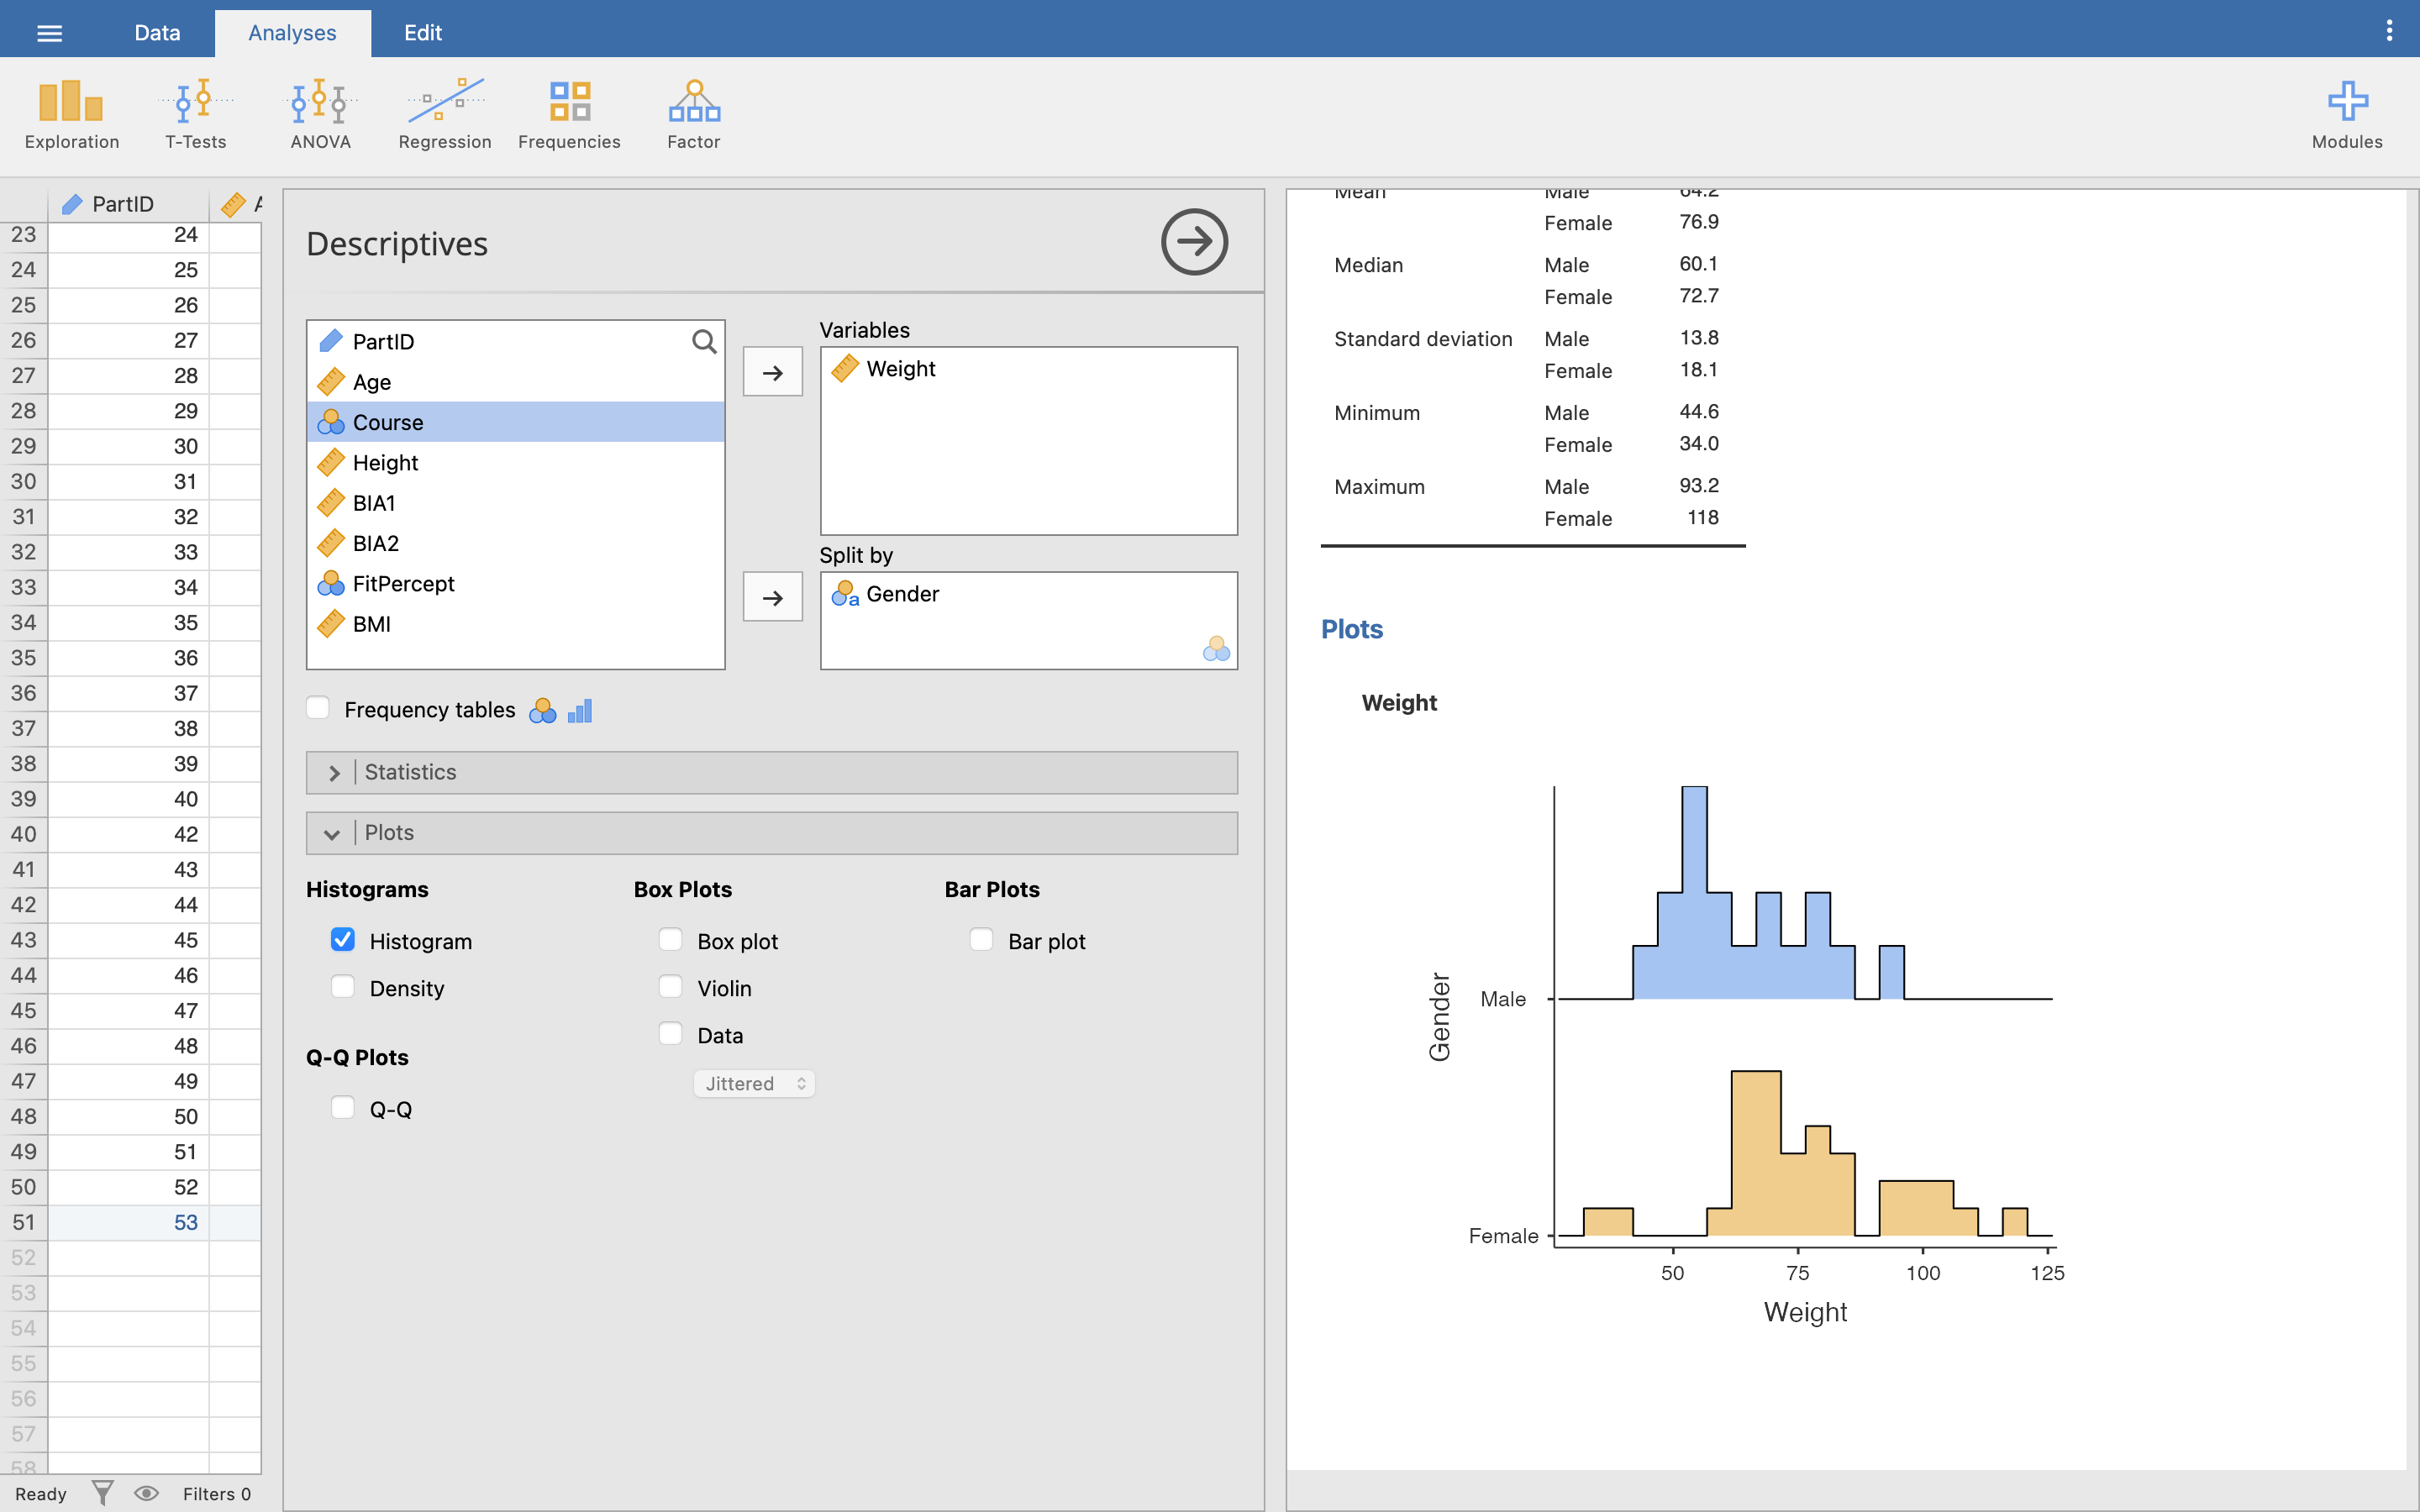 Data Analyses Edit
Exploration T-Tests ANOVA Regression Frequencies Factor Modules
PartID A
23 24
24 25
25 26
26 27
27 28
28 29
29 30
30 31
31 32
32 33
33 34
34 35
35 36
36 37
37 38
38 39
39 40
40 42
41 43
42 44
43 45
44 46
45 47
46 48
47 49
48 50
49 51
50 52
51 53
52
53
54
55
56
57
58
Ready Filters 0
Descriptives
PartID
Age
Course
Height
BIA1
BIA2
FitPercept
BMI
Variables
Weight
Split by
a Gender
Frequency tables
Statistics
Plots
Histograms
Histogram
Density
Q-Q Plots
Q-Q
Box Plots
Box plot
Violin
Data
Jittered
Bar Plots
Bar plot
Mean Male 64.2
Female 76.9
Median Male 60.1
Female 72.7
Standard deviation Male 13.8
Female 18.1
Minimum Male 44.6
Female 34.0
Maximum Male 93.2
Female 118
Plots
Weight
Gender
Male
Female
50 75 100 125
Weight